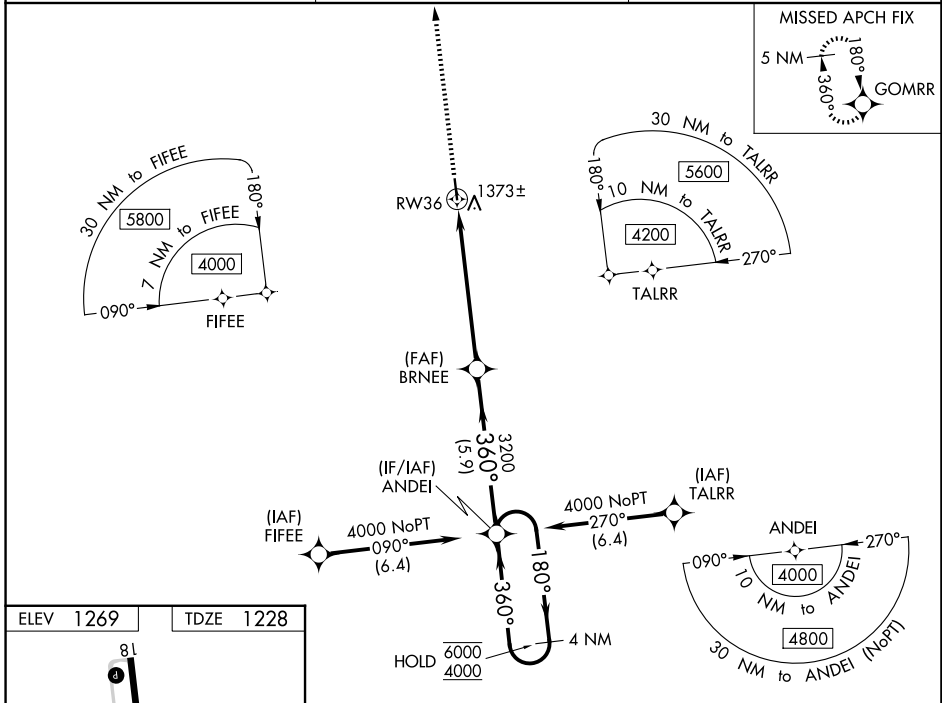 MISSED APCH FIX
5 NM
180°
360°
GOMRR
30 NM to FIFEE
5800
180°
7 NM to FIFEE
4000
090°
FIFEE
RW36
1373±
30 NM to TALRR
5600
180°
10 NM to TALRR
4200
270°
TALRR
(FAF)
BRNEE
3200
360°
(5.9)
(IF/IAF)
ANDEI
(IAF)
FIFEE
4000 NoPT
090°
(6.4)
(IAF)
TALRR
4000 NoPT
270°
(6.4)
180°
360°
HOLD
6000
4000
4 NM
ANDEI
090°
270°
4000
10 NM to ANDEI
4800
30 NM to ANDEI (NoPT)
ELEV 1269
TDZE 1228
18
P